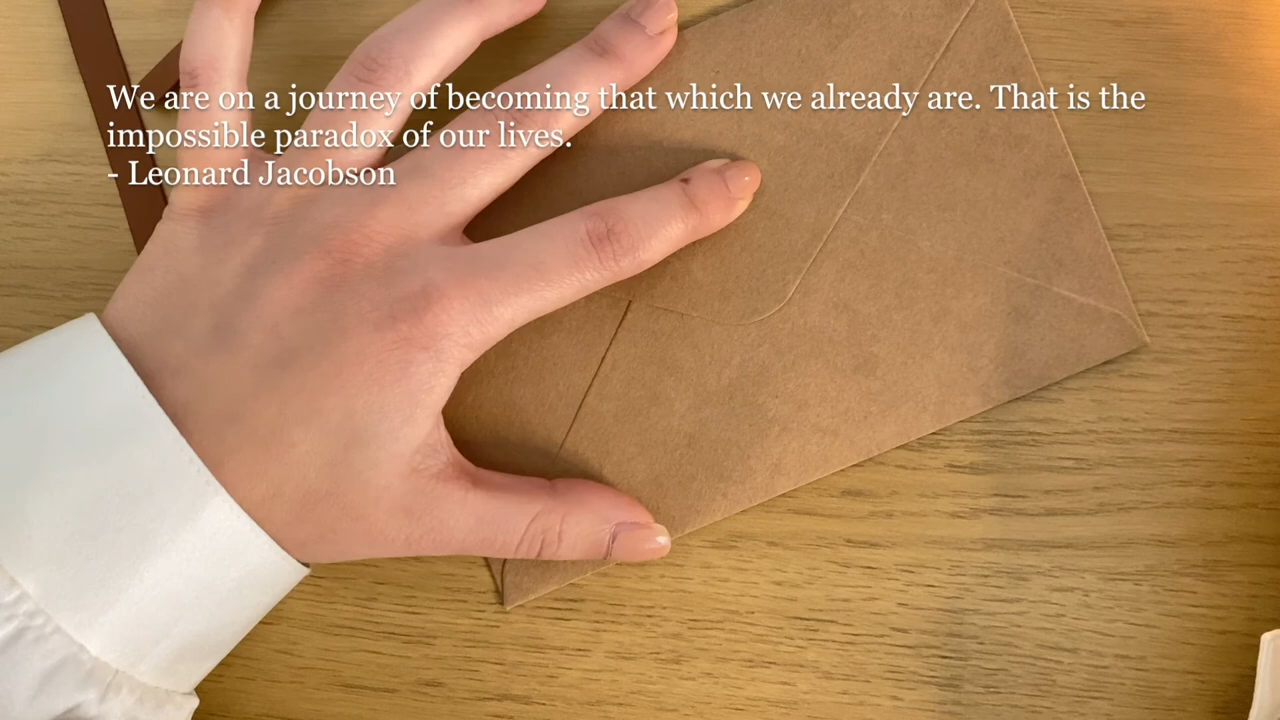 We are on a journey of becoming that which we already are. That is the
impossible paradox of our lives.
- Leonard Jacobson